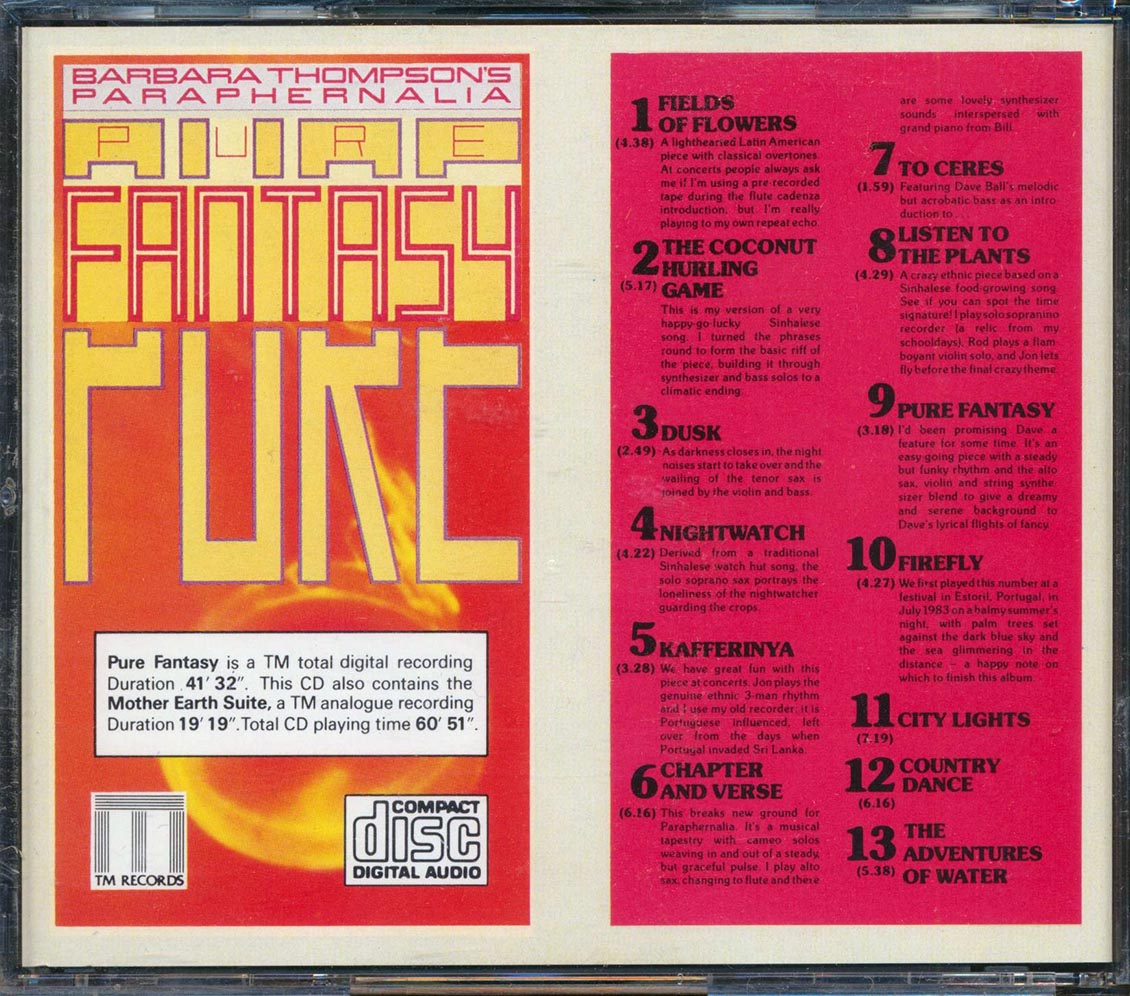 BARBARA THOMPSON'S
PARAPHERNALIA
PURE
FANTASY
PURE
Pure Fantasy is a TM total digital recording
Duration 41' 32". This CD also contains the
Mother Earth Suite, a TM analogue recording
Duration 19' 19". Total CD playing time 60' 51".
TM RECORDS
COMPACT
disc
DIGITAL AUDIO
1 FIELDS
OF FLOWERS
(4.38) A lighthearted Latin American
piece with classical overtones.
At concerts people always ask
me if I'm using a pre-recorded
tape during the flute cadenza
introduction, but I'm really
playing to my own repeat echo.
2 THE COCONUT
HURLING
(5.17) GAME
This is my version of a very
happy-go-lucky Sinhalese
song. I turned the phrases
round to form the basic riff of
the piece, building it through
synthesizer and bass solos to a
climatic ending.
3 DUSK
(2.49) As darkness closes in, the night
noises start to take over and the
wailing of the tenor sax is
joined by the violin and bass.
4 NIGHTWATCH
(4.22) Derived from a traditional
Sinhalese watch hut song, the
solo soprano sax portrays the
loneliness of the nightwatcher
guarding the crops.
5 KAFFERINYA
(3.28) We have great fun with this
piece at concerts. Jon plays the
genuine ethnic 3-man rhythm
and I use my old recorder; it is
Portuguese influenced, left
over from the days when
Portugal invaded Sri Lanka.
6 CHAPTER
AND VERSE
(6.16) This breaks new ground for
Paraphernalia. It's a musical
tapestry with cameo solos
weaving in and out of a steady,
but graceful pulse. I play alto
sax, changing to flute and there
are some lovely synthesizer
sounds interspersed with
grand piano from Bill.
7 TO CERES
(1.59) Featuring Dave Ball's melodic
but acrobatic bass as an intro-
duction to . . .
8 LISTEN TO
THE PLANTS
(4.29) A crazy ethnic piece based on a
Sinhalese food-growing song.
See if you can spot the time
signature! I play solo sopranino
recorder (a relic from my
schooldays), Rod plays a flam-
boyant violin solo, and Jon lets
fly before the final crazy theme.
9 PURE FANTASY
(3.18) I'd been promising Dave a
feature for some time. It's an
easy-going piece with a steady
but funky rhythm and the alto
sax, violin and string synthe-
sizer blend to give a dreamy
and serene background to
Dave's lyrical flights of fancy.
10 FIREFLY
(4.27) We first played this number at a
festival in Estoril, Portugal, in
July 1983 on a balmy summer's
night, with palm trees set
against the dark blue sky and
the sea glimmering in the
distance – a happy note on
which to finish this album.
11 CITY LIGHTS
(7.19)
12 COUNTRY
DANCE
(6.16)
13 THE
ADVENTURES
(5.38) OF WATER